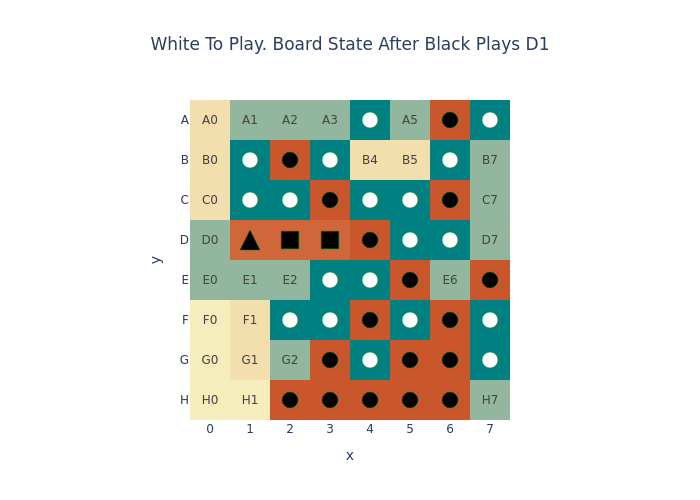 White To Play. Board State After Black Plays D1
A A0 A1 A2 A3 A5
B B0 B4 B5 B7
C C0 C7
D D0 D7
E E0 E1 E2 E6
F F0 F1
G G0 G1 G2
H H0 H1 H7
0 1 2 3 4 5 6 7
x
y